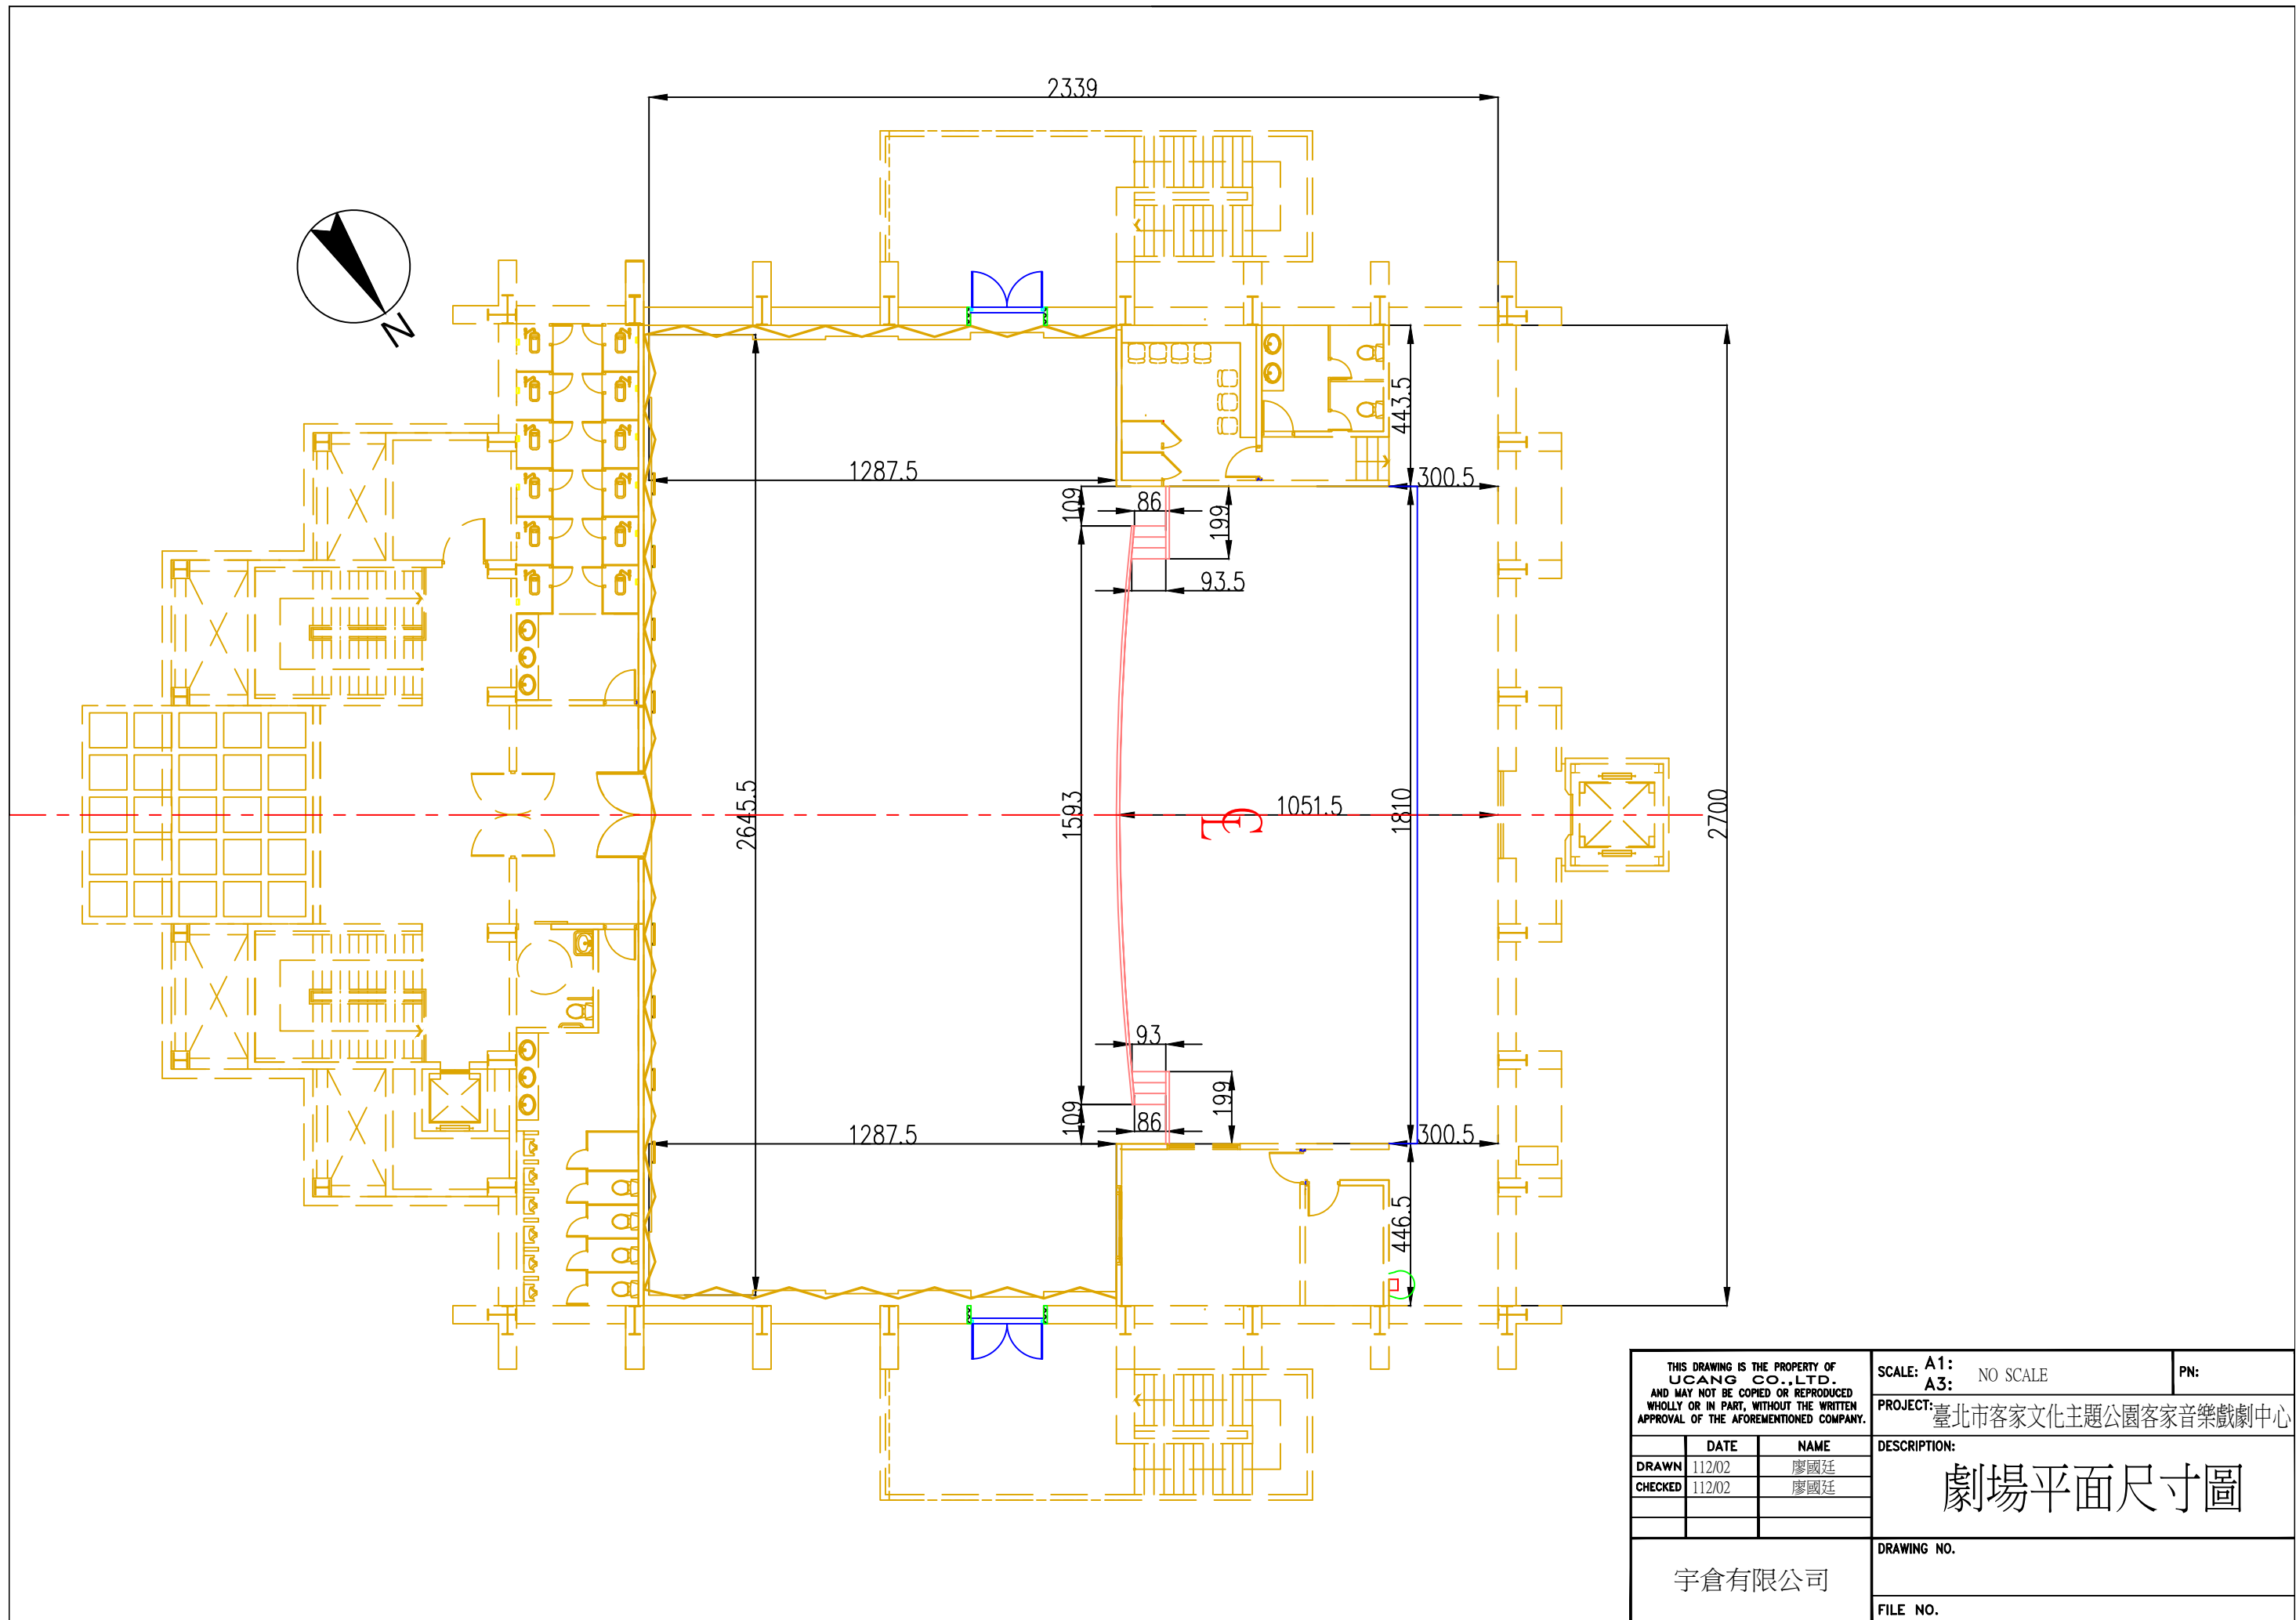 2339
N
443.5
1287.5
300.5
109
86
199
93.5
2645.5
1593
CL
1051.5
1810
2700
93
109
86
199
1287.5
300.5
446.5
THIS DRAWING IS THE PROPERTY OF
UCANG CO.,LTD.
AND MAY NOT BE COPIED OR REPRODUCED
WHOLLY OR IN PART, WITHOUT THE WRITTEN
APPROVAL OF THE AFOREMENTIONED COMPANY.
SCALE: A1: NO SCALE
A3:
PN:
PROJECT: 臺北市客家文化主題公園客家音樂戲劇中心
DATE NAME
DRAWN 112/02 廖國廷
CHECKED 112/02 廖國廷
DESCRIPTION:
劇場平面尺寸圖
宇倉有限公司
DRAWING NO.
FILE NO.